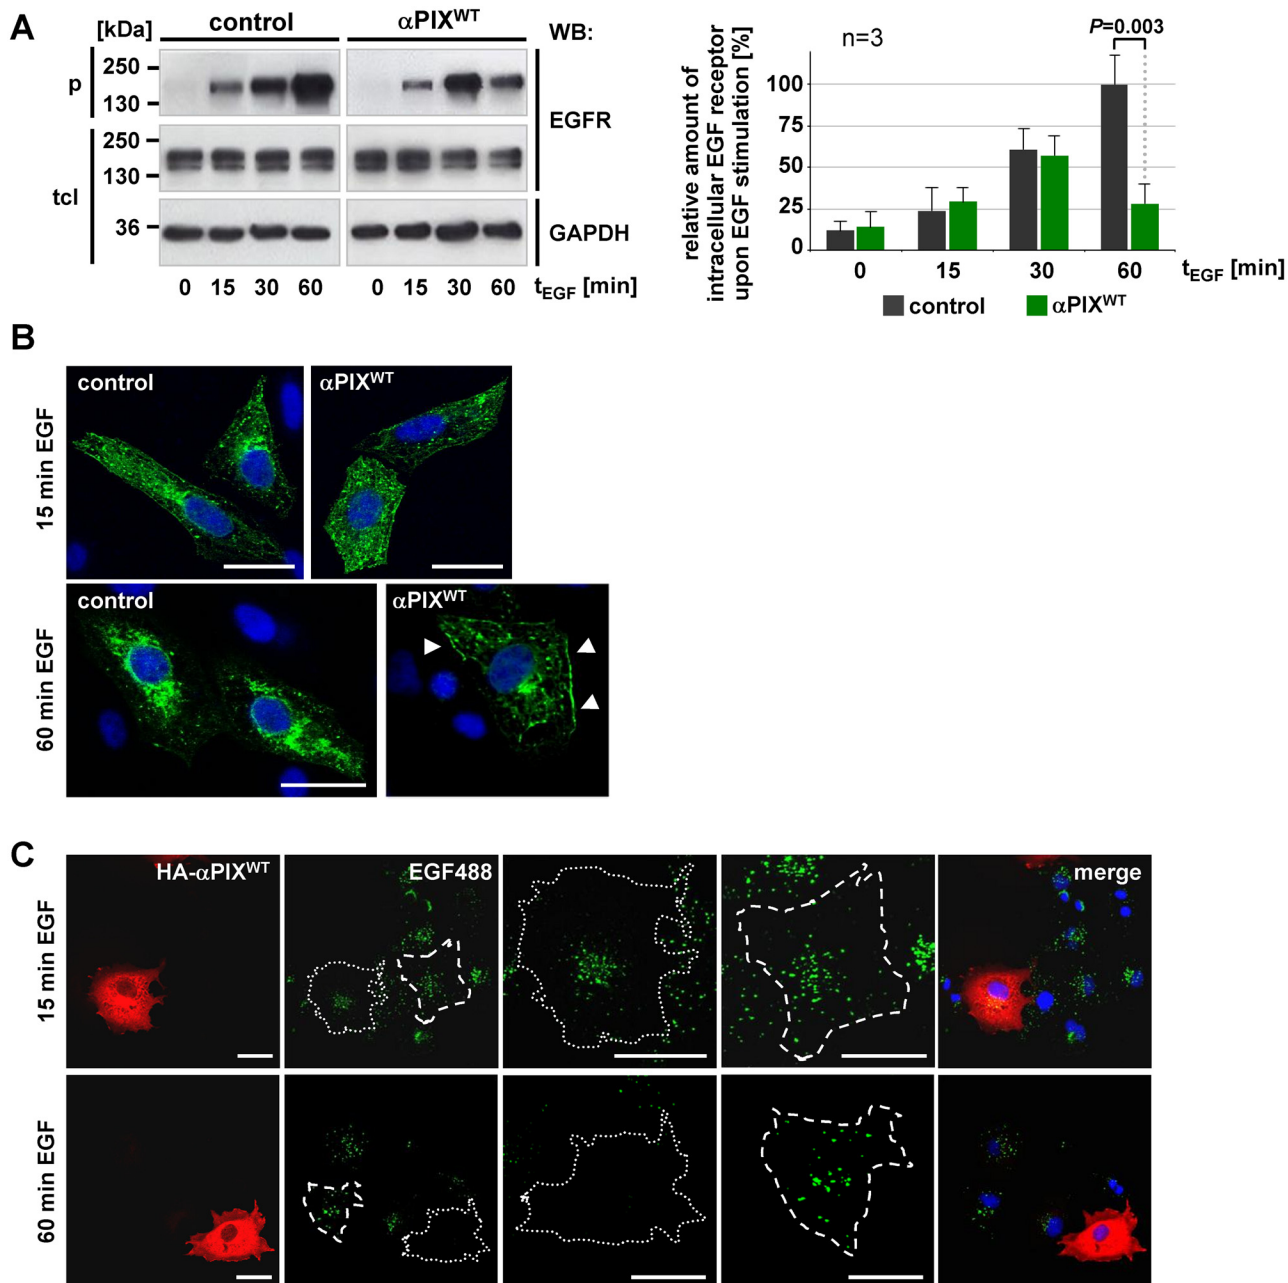 A
[kDa]
control
αPIXWT
WB:
p
250
130
EGFR
tcl
250
130
36
GAPDH
0 15 30 60 0 15 30 60 tEGF [min]
relative amount of
intracellular EGF receptor
upon EGF stimulation [%]
n=3
P=0.003
100
75
50
25
0
0 15 30 60 tEGF [min]
control αPIXWT
B
15 min EGF
control
αPIXWT
60 min EGF
control
αPIXWT
C
15 min EGF
HA-αPIXWT
EGF488
merge
60 min EGF